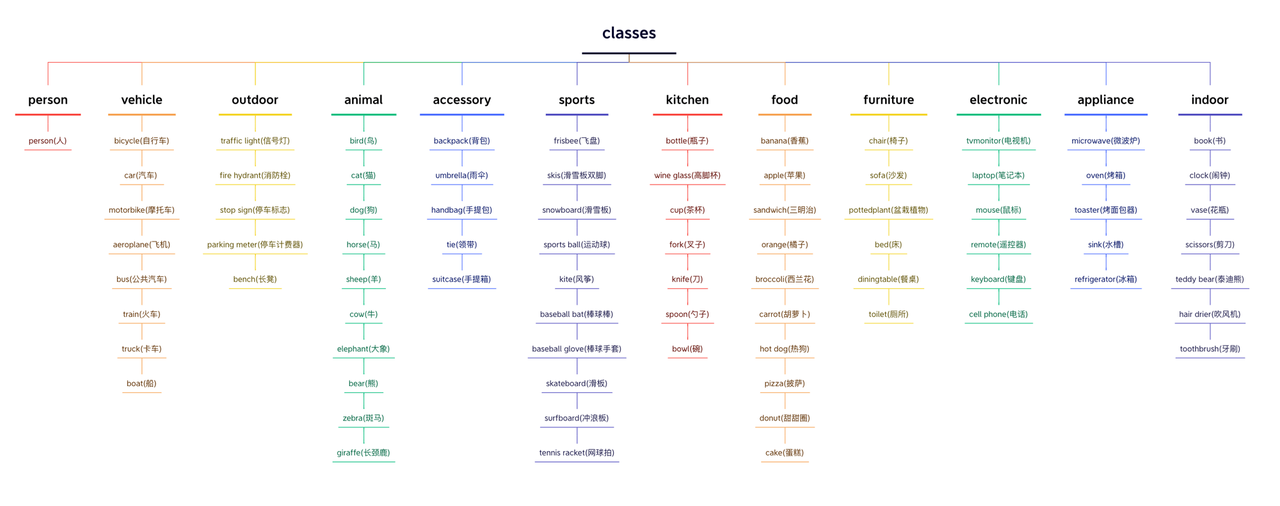 classes
person
person(人)
vehicle
bicycle(自行车)
car(汽车)
motorbike(摩托车)
aeroplane(飞机)
bus(公共汽车)
train(火车)
truck(卡车)
boat(船)
outdoor
traffic light(信号灯)
fire hydrant(消防栓)
stop sign(停车标志)
parking meter(停车计费器)
bench(长凳)
animal
bird(鸟)
cat(猫)
dog(狗)
horse(马)
sheep(羊)
cow(牛)
elephant(大象)
bear(熊)
zebra(斑马)
giraffe(长颈鹿)
accessory
backpack(背包)
umbrella(雨伞)
handbag(手提包)
tie(领带)
suitcase(手提箱)
sports
frisbee(飞盘)
skis(滑雪板双脚)
snowboard(滑雪板)
sports ball(运动球)
kite(风筝)
baseball bat(棒球棒)
baseball glove(棒球手套)
skateboard(滑板)
surfboard(冲浪板)
tennis racket(网球拍)
kitchen
bottle(瓶子)
wine glass(高脚杯)
cup(茶杯)
fork(叉子)
knife(刀)
spoon(勺子)
bowl(碗)
food
banana(香蕉)
apple(苹果)
sandwich(三明治)
orange(橘子)
broccoli(西兰花)
carrot(胡萝卜)
hot dog(热狗)
pizza(披萨)
donut(甜甜圈)
cake(蛋糕)
furniture
chair(椅子)
sofa(沙发)
pottedplant(盆栽植物)
bed(床)
diningtable(餐桌)
toilet(厕所)
electronic
tvmonitor(电视机)
laptop(笔记本)
mouse(鼠标)
remote(遥控器)
keyboard(键盘)
cell phone(电话)
appliance
microwave(微波炉)
oven(烤箱)
toaster(烤面包器)
sink(水槽)
refrigerator(冰箱)
indoor
book(书)
clock(闹钟)
vase(花瓶)
scissors(剪刀)
teddy bear(泰迪熊)
hair drier(吹风机)
toothbrush(牙刷)